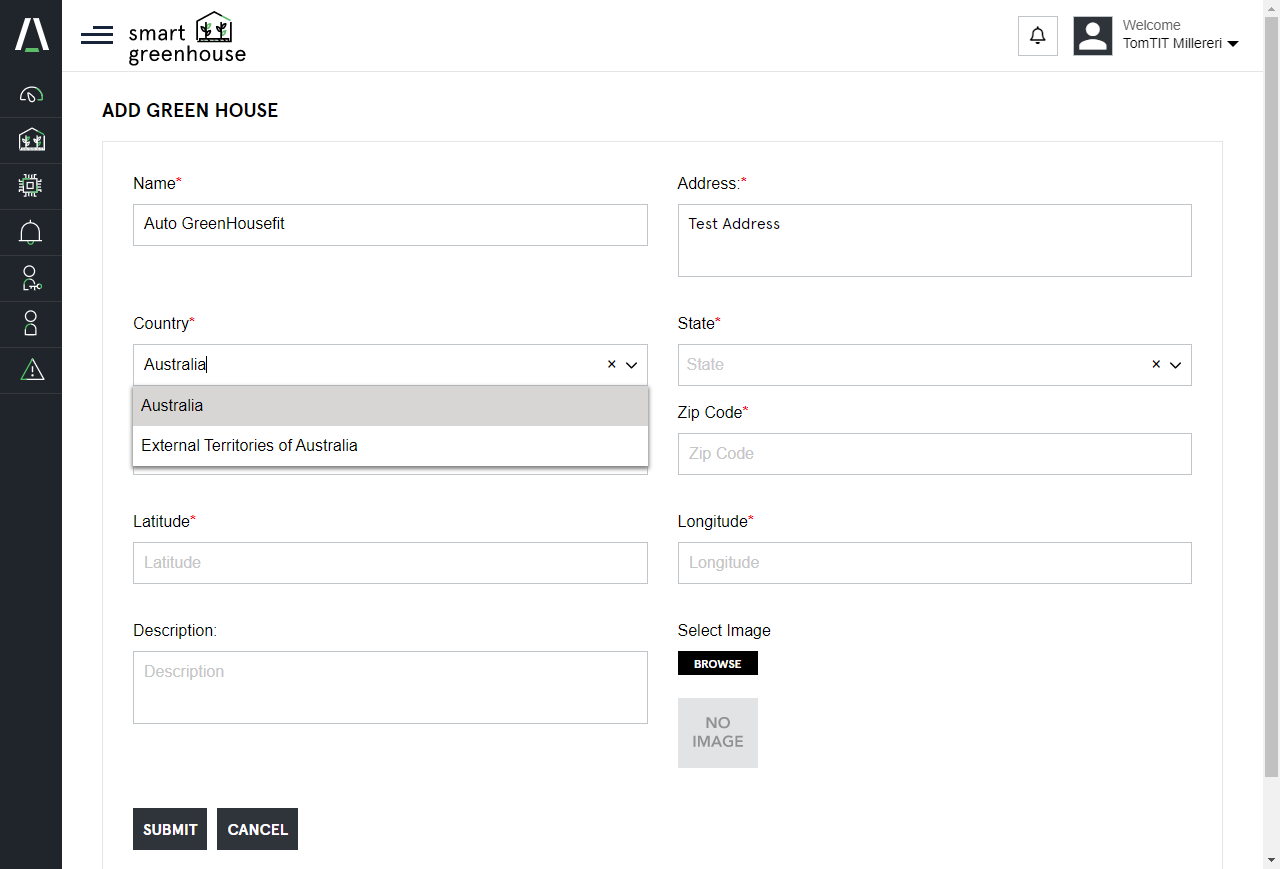 smart
greenhouse
Welcome
TomTIT Millereri
ADD GREEN HOUSE
Name*
Address:*
Auto GreenHousefit
Test Address
Country*
State*
Australia
×
State
×
Australia
External Territories of Australia
Zip Code*
Zip Code
Latitude*
Longitude*
Latitude
Longitude
Description:
Select Image
Description
BROWSE
NO
IMAGE
SUBMIT
CANCEL